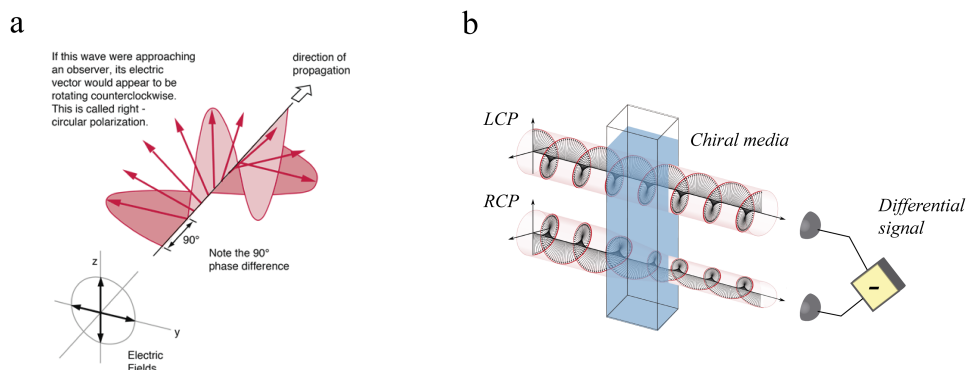 a
If this wave were approaching
an observer, its electric
vector would appear to be
rotating counterclockwise.
This is called right -
circular polarization.
direction of
propagation
90°
Note the 90°
phase difference
z
y
Electric
Fields
b
LCP
Chiral media
RCP
Differential
signal
-